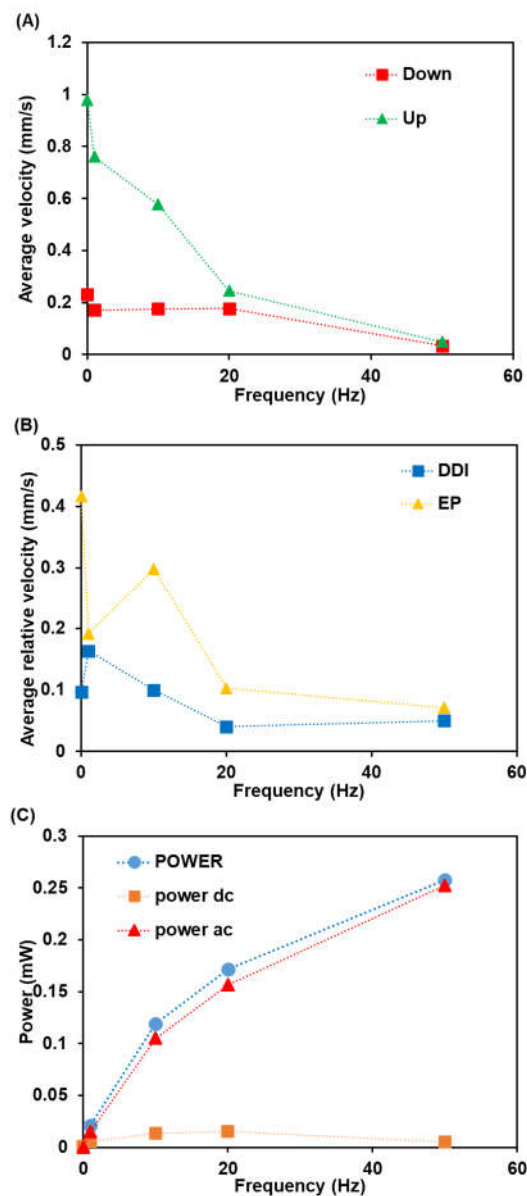 (A)
1.2
1
0.8
0.6
0.4
0.2
0
Average velocity (mm/s)
Down
Up
0
20
40
60
Frequency (Hz)
(B)
0.5
0.4
0.3
0.2
0.1
0
Average relative velocity (mm/s)
DDI
EP
0
20
40
60
Frequency (Hz)
(C)
0.3
0.25
0.2
0.15
0.1
0.05
0
Power (mW)
POWER
power dc
power ac
0
20
40
60
Frequency (Hz)